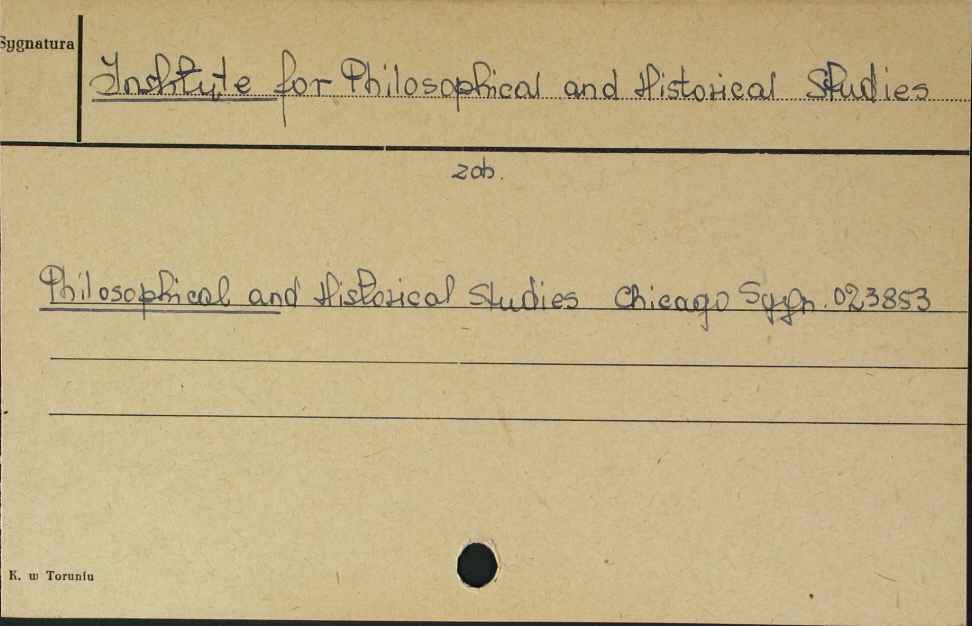 Sygnatura
Institute for Philosophical and Historical Studies
zob.
Philosophical and Historical Studies Chicago Sygn. 023853
K. w Toruniu